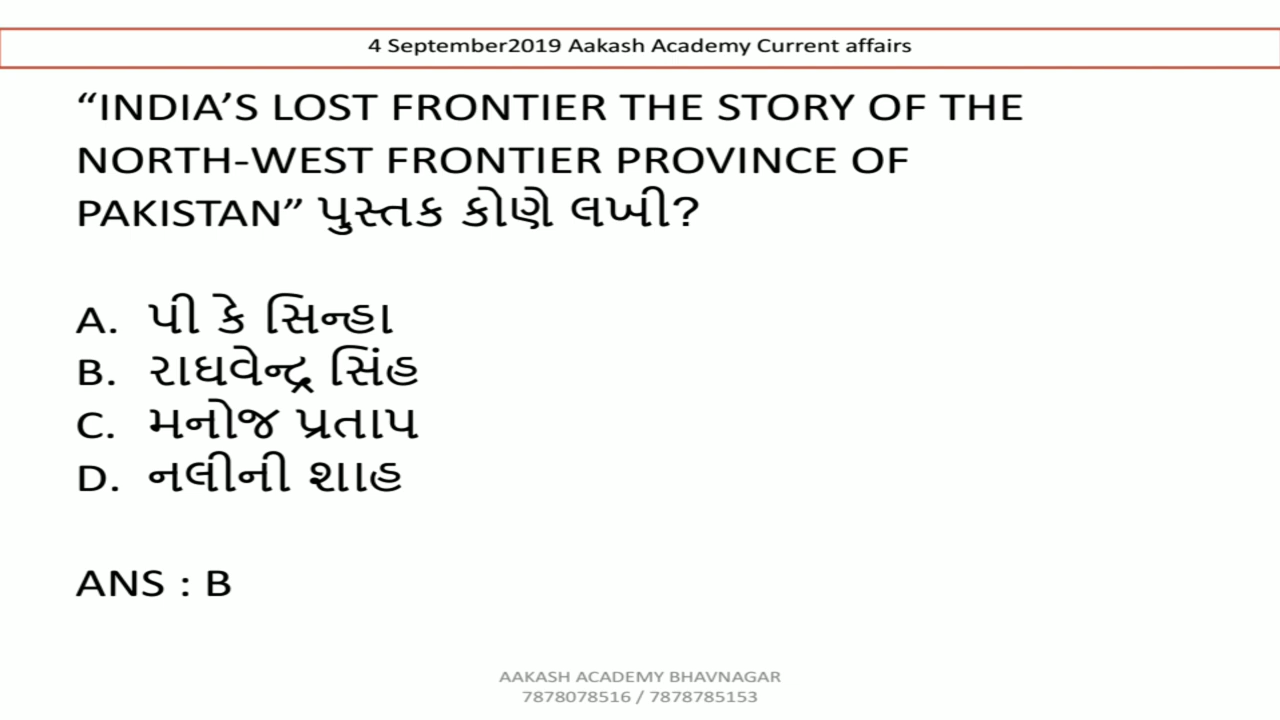 4 September2019 Aakash Academy Current affairs
“INDIA’S LOST FRONTIER THE STORY OF THE
NORTH-WEST FRONTIER PROVINCE OF
PAKISTAN” પુસ્તક કોણે લખી?
A. પી કે સિન્હા
B. રાઘવેન્દ્ર સિંહ
C. મનોજ પ્રતાપ
D. નલીની શાહ
ANS : B
AAKASH ACADEMY BHAVNAGAR
7878078516 / 7878785153